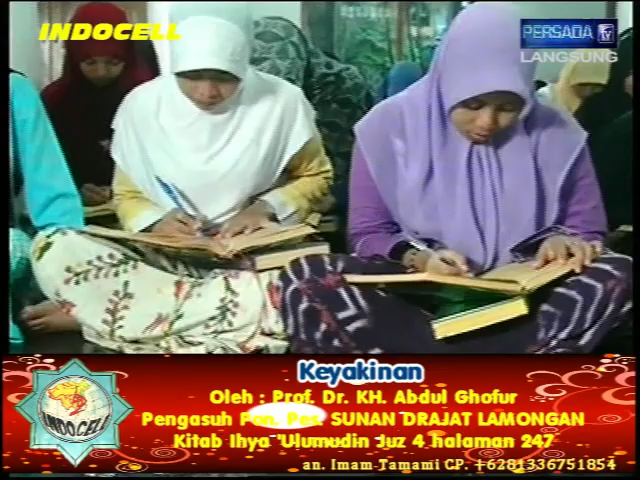 INDOCELL
PERSADA TV
LANGSUNG
Keyakinan
Oleh : Prof. Dr. KH. Abdul Ghofur
Pengasuh Pon. Pes. SUNAN DRAJAT LAMONGAN
Kitab Ihya 'Ulumudin Juz 4 halaman 247
INDOCELL
an. Imam Tamami CP. +6281336751854